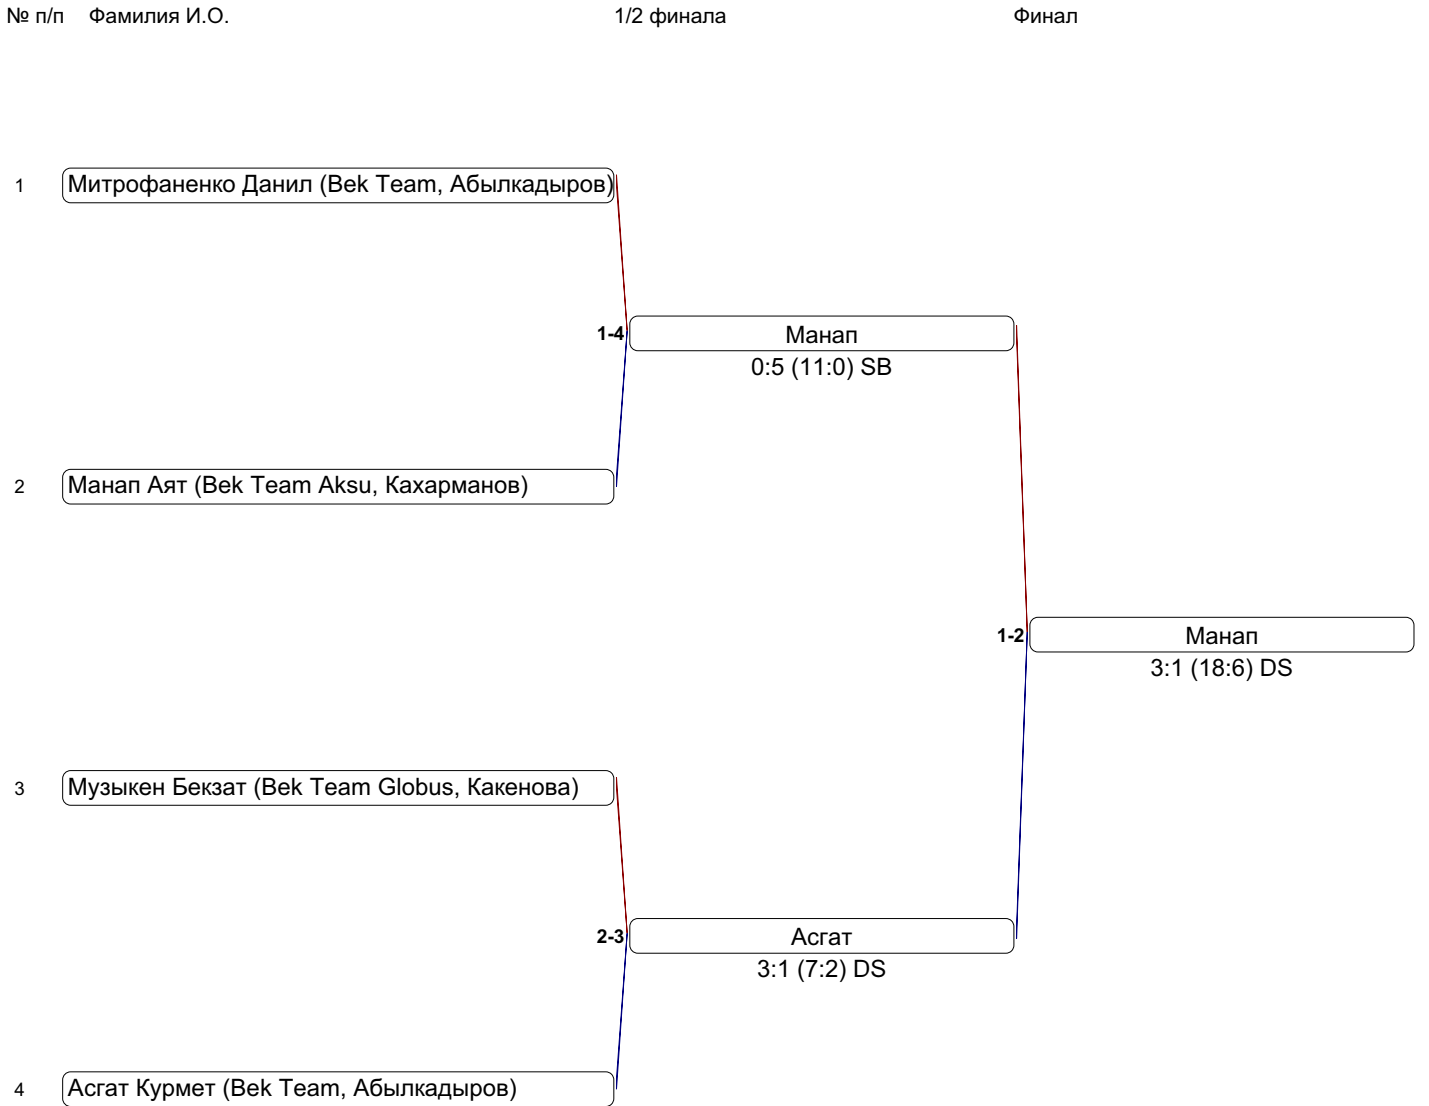 № п/п Фамилия И.О. 1/2 финала Финал
1 Митрофаненко Данил (Bek Team, Абылкадыров)
1-4 Манап
0:5 (11:0) SB
2 Манап Аят (Bek Team Aksu, Кахарманов)
1-2 Манап
3:1 (18:6) DS
3 Музыкен Бекзат (Bek Team Globus, Какенова)
2-3 Асгат
3:1 (7:2) DS
4 Асгат Курмет (Bek Team, Абылкадыров)